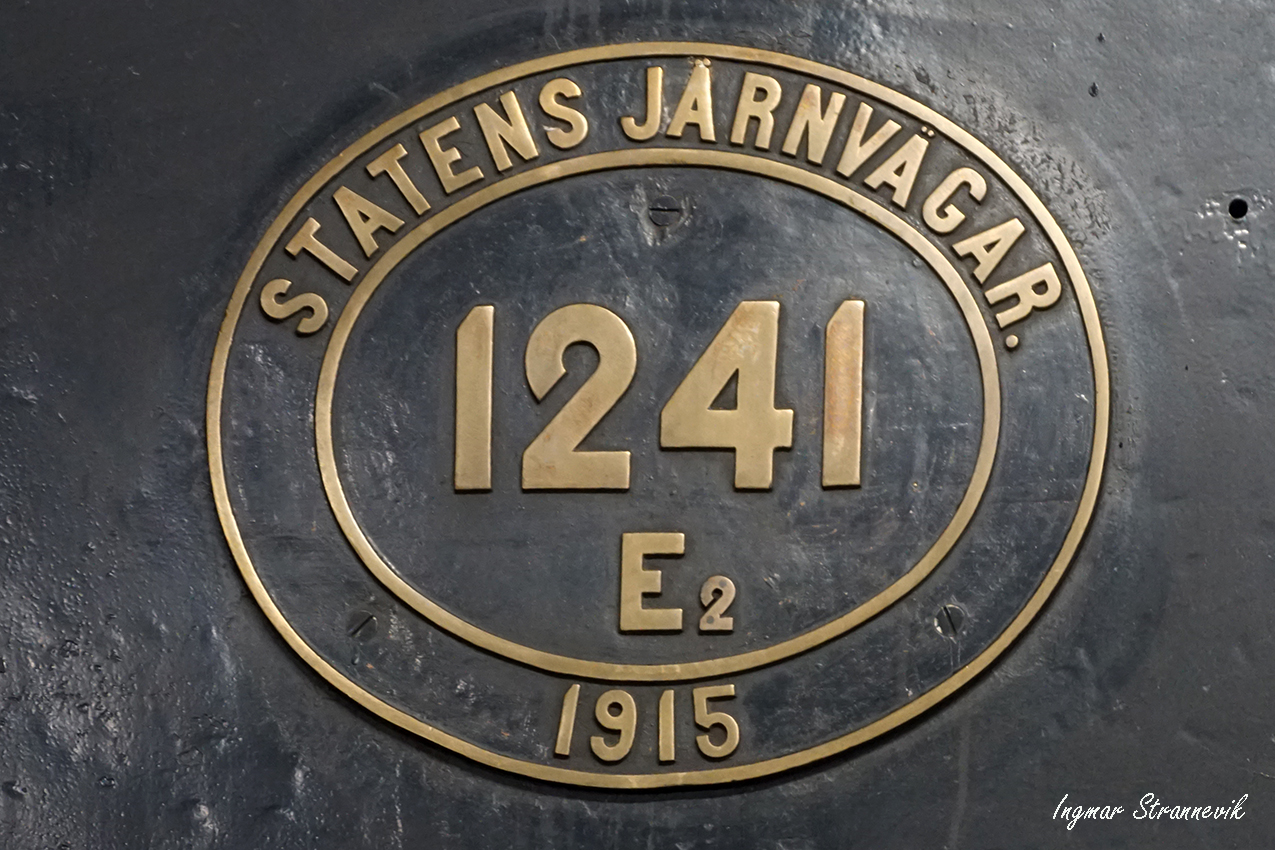 STATENS JÄRNVÄGAR.
1241
E2
1915
Ingmar Strannevik